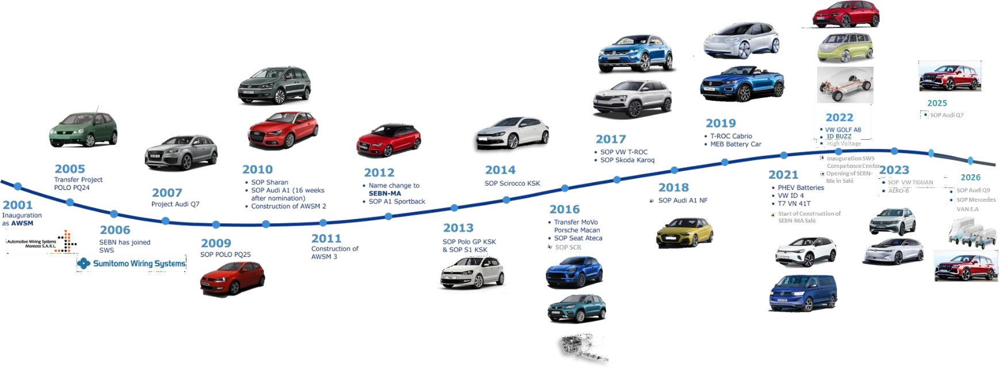 2001
Inauguration
as AWSM
Automotive Wiring Systems
Morocco S.A.R.L.
2005
Transfer Project
POLO PQ24
2006
SEBN has joined
SWS
Sumitomo Wiring Systems
2007
Project Audi Q7
2009
SOP POLO PQ25
2010
• SOP Sharan
• SOP Audi A1 (16 weeks
after nomination)
• Construction of AWSM 2
2011
Construction of
AWSM 3
2012
• Name change to
SEBN-MA
• SOP A1 Sportback
2013
SOP Polo GP KSK
& SOP S1 KSK
2014
SOP Scirocco KSK
2016
• Transfer MoVo
Porsche Macan
• SOP Seat Ateca
SOP SCR
2017
• SOP VW T-ROC
• SOP Skoda Karoq
2018
• SOP Audi A1 NF
2019
• T-ROC Cabrio
• MEB Battery Car
2021
• PHEV Batteries
• VW ID 4
• T7 VN 41T
• Start of Construction of
SEBN-MA Salé
2022
• VW GOLF A8
• ID BUZZ
• High Voltage
• Inauguration SWS
Competence Center
• Opening of SEBN-
Ma in Salé
2023
• SOP VW TIGUAN
• AERO-B
2025
• SOP Audi Q7
2026
• SOP Audi Q9
• SOP Mercedes
VAN E.A